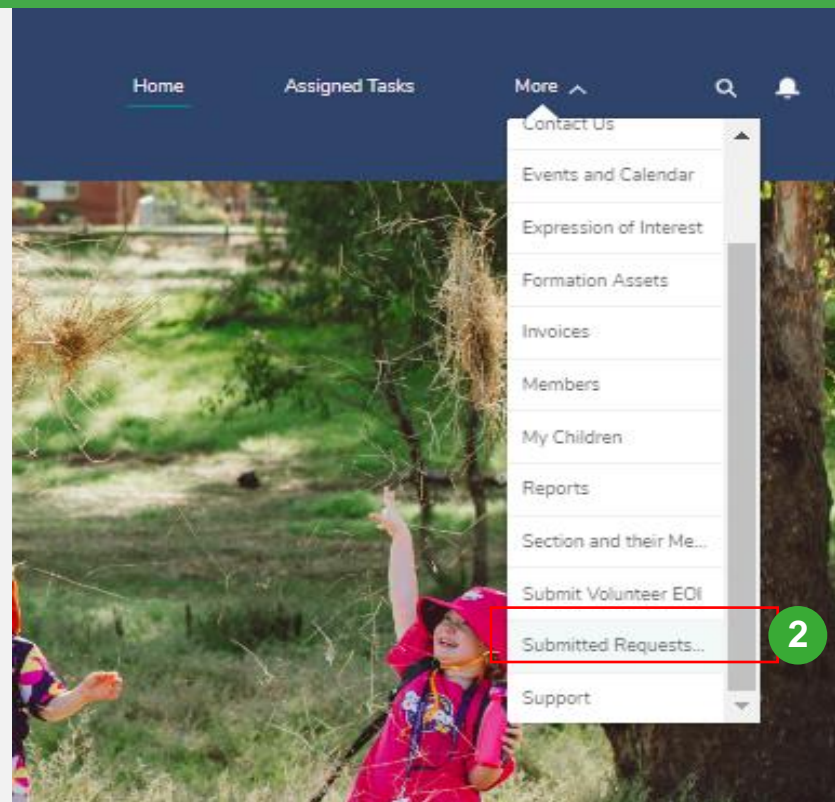 Home Assigned Tasks More
Contact Us
Events and Calendar
Expression of Interest
Formation Assets
Invoices
Members
My Children
Reports
Section and their Me...
Submit Volunteer EOI
Submitted Requests...
2
Support